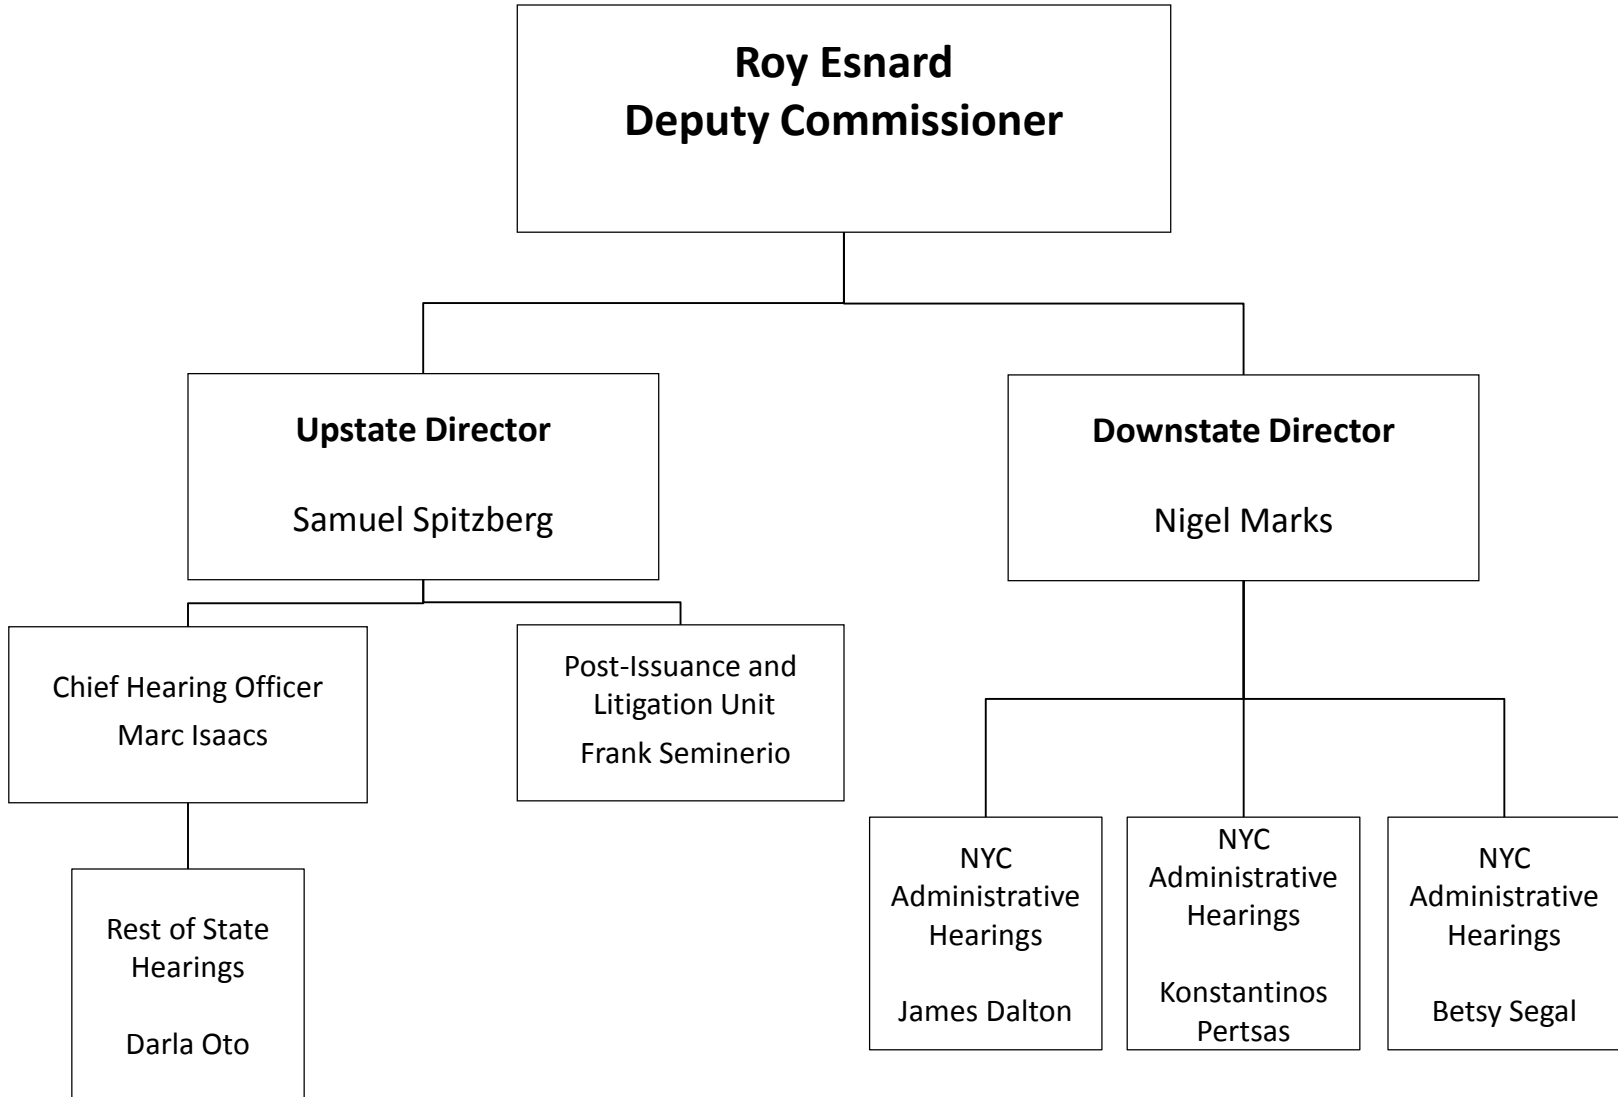 Roy Esnard
Deputy Commissioner
Upstate Director
Samuel Spitzberg
Downstate Director
Nigel Marks
Chief Hearing Officer
Marc Isaacs
Post-Issuance and
Litigation Unit
Frank Seminerio
Rest of State
Hearings
Darla Oto
NYC
Administrative
Hearings
James Dalton
NYC
Administrative
Hearings
Konstantinos
Pertsas
NYC
Administrative
Hearings
Betsy Segal